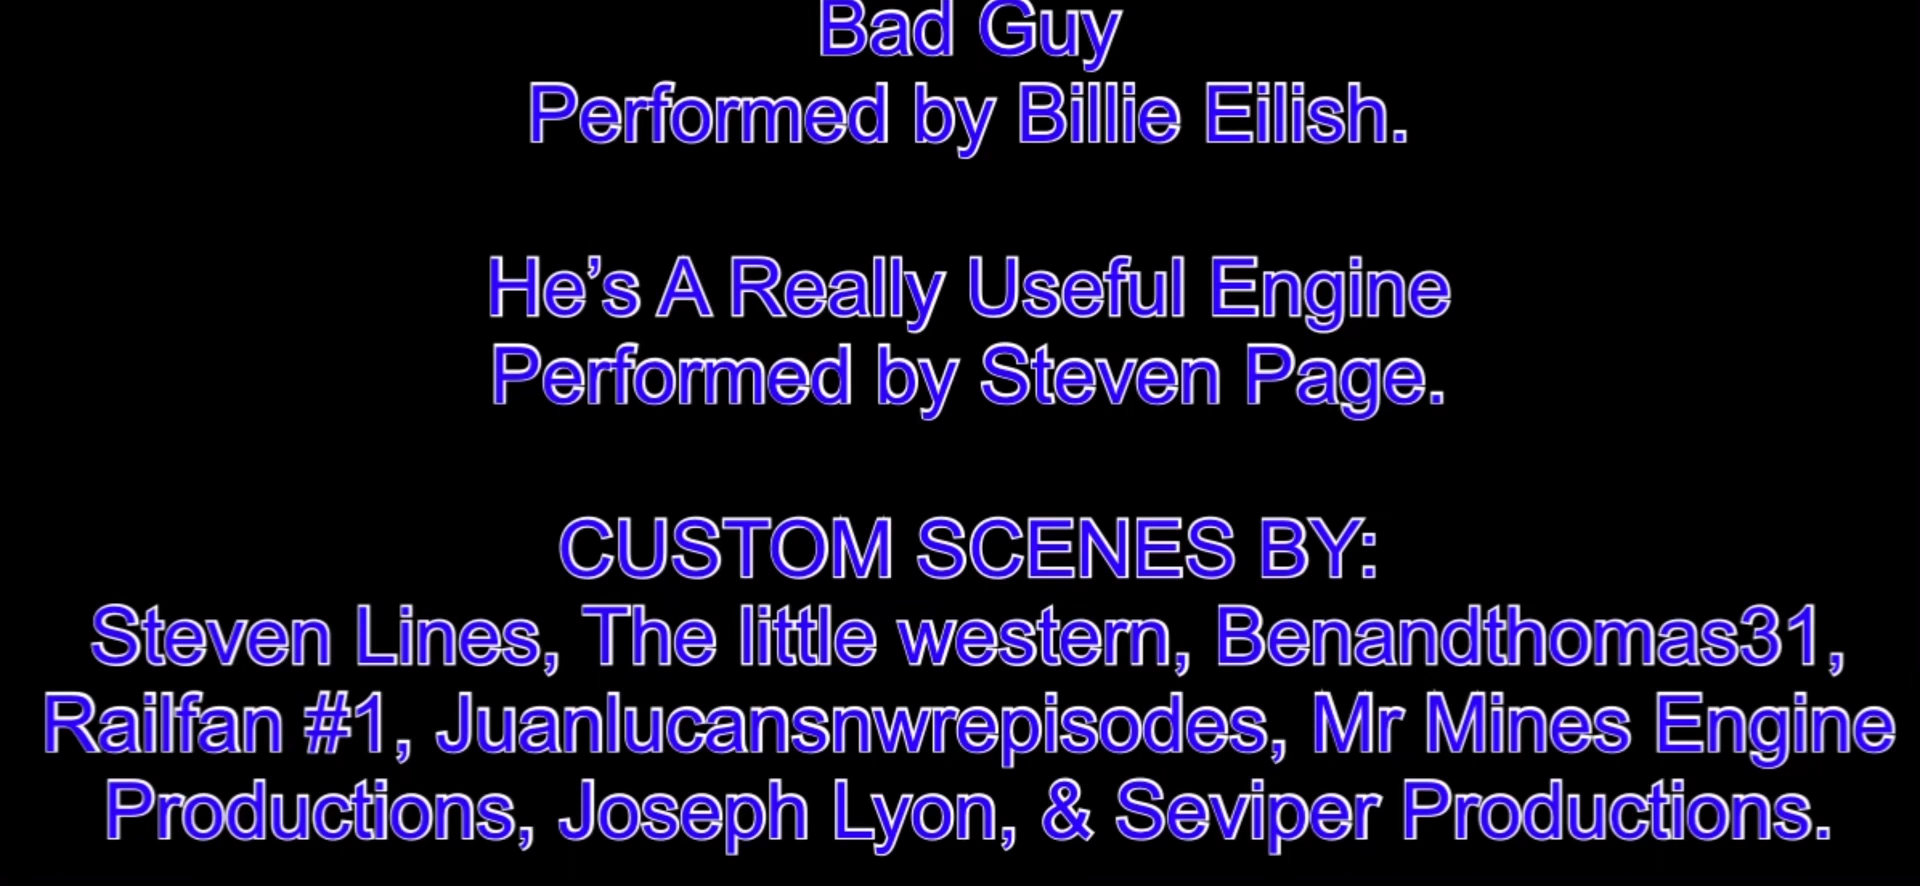 Bad Guy
Performed by Billie Eilish.
He’s A Really Useful Engine
Performed by Steven Page.
CUSTOM SCENES BY:
Steven Lines, The little western, Benandthomas31,
Railfan #1, Juanlucansnwrepisodes, Mr Mines Engine
Productions, Joseph Lyon, & Seviper Productions.